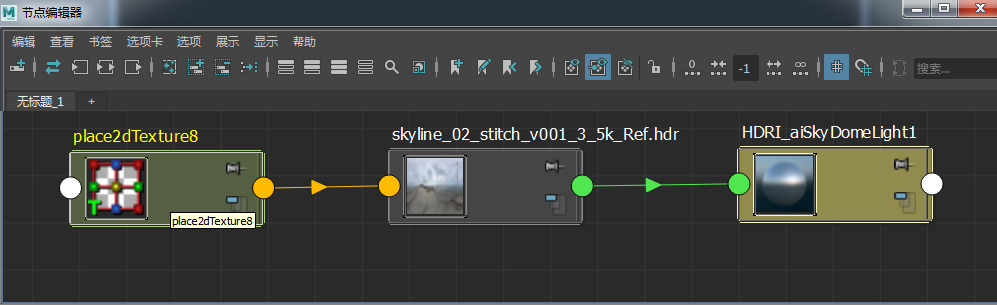 节点编辑器
编辑 查看 书签 选项卡 选项 展示 显示 帮助
0 -1 ∞ 搜索...
无标题_1 +
place2dTexture8 skyline_02_stitch_v001_3_5k_Ref.hdr HDRI_aiSkyDomeLight1
T
place2dTexture8